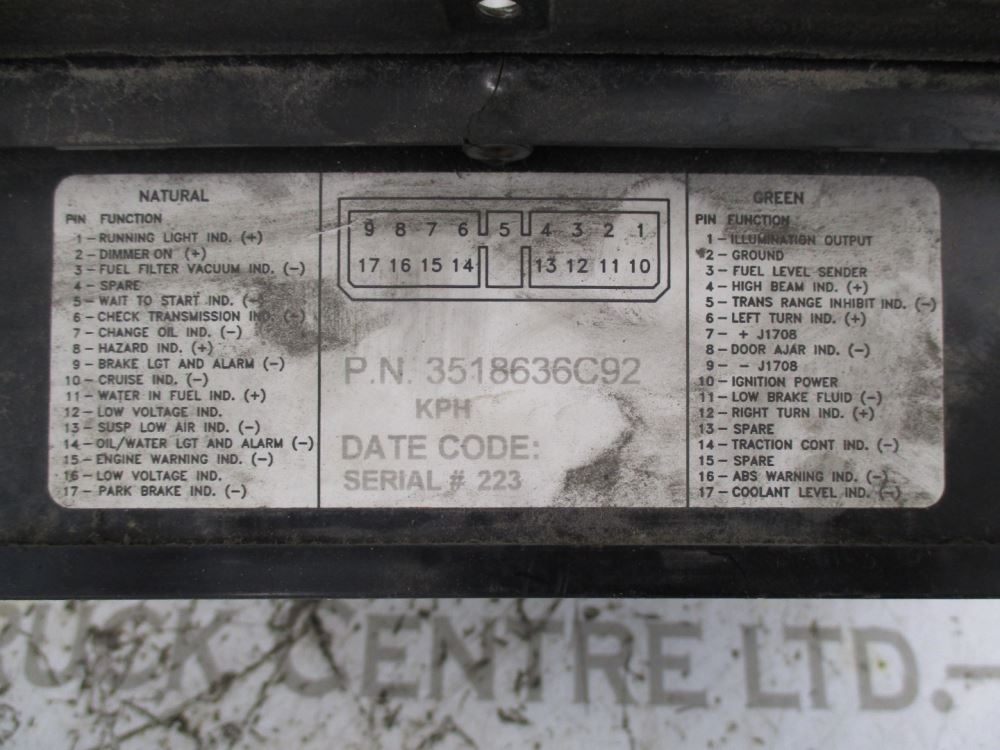 NATURAL
PIN FUNCTION
1 - RUNNING LIGHT IND. (+)
2 - DIMMER ON (+)
3 - FUEL FILTER VACUUM IND. (-)
4 - SPARE
5 - WAIT TO START IND. (-)
6 - CHECK TRANSMISSION IND. (-)
7 - CHANGE OIL IND. (-)
8 - HAZARD IND. (+)
9 - BRAKE LGT AND ALARM (-)
10 - CRUISE IND. (-)
11 - WATER IN FUEL IND. (+)
12 - LOW VOLTAGE IND.
13 - SUSP LOW AIR IND. (-)
14 - OIL/WATER LGT AND ALARM (-)
15 - ENGINE WARNING IND. (-)
16 - LOW VOLTAGE IND.
17 - PARK BRAKE IND. (-)
9 8 7 6 5 4 3 2 1
17 16 15 14 13 12 11 10
P.N. 3518636C92
KPH
DATE CODE:
SERIAL # 223
GREEN
PIN FUNCTION
1 - ILLUMINATION OUTPUT
2 - GROUND
3 - FUEL LEVEL SENDER
4 - HIGH BEAM IND. (+)
5 - TRANS RANGE INHIBIT IND. (-)
6 - LEFT TURN IND. (+)
7 - + J1708
8 - DOOR AJAR IND. (-)
9 - - J1708
10 - IGNITION POWER
11 - LOW BRAKE FLUID (-)
12 - RIGHT TURN IND. (+)
13 - SPARE
14 - TRACTION CONT IND. (-)
15 - SPARE
16 - ABS WARNING IND. (-)
17 - COOLANT LEVEL IND. (-)
CENTRE LTD.-